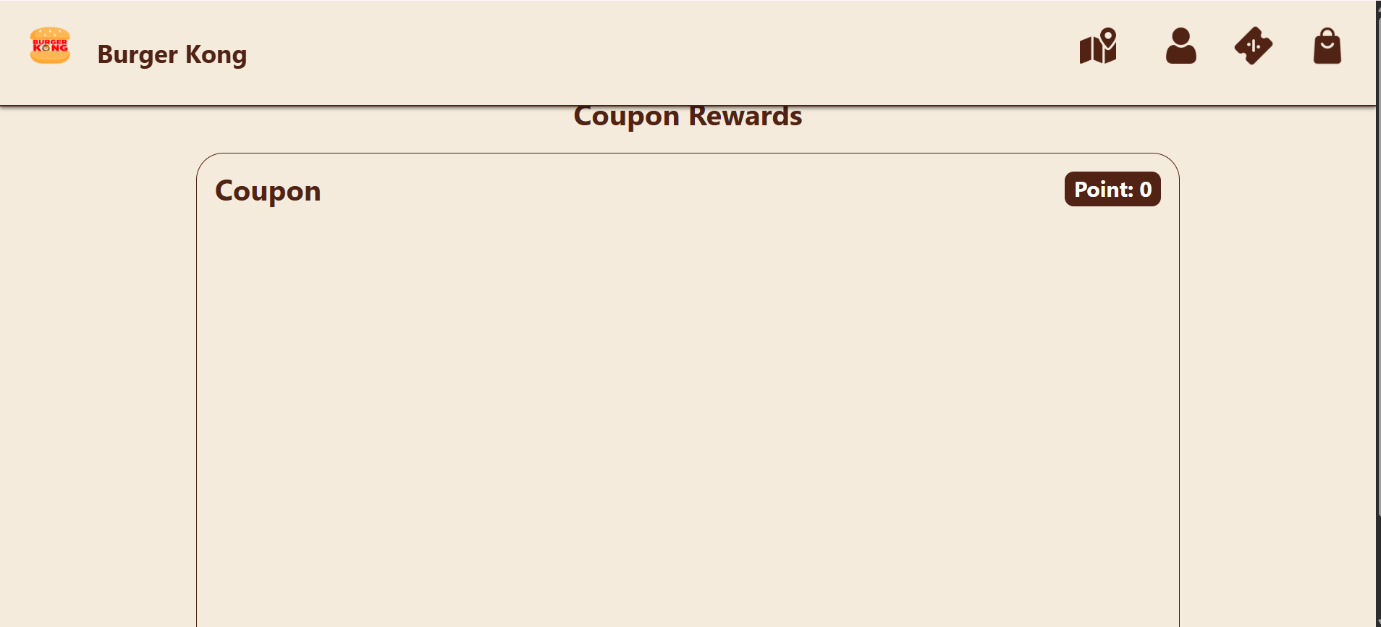 BURGER
KONG
Burger Kong
Coupon Rewards
Coupon
Point: 0